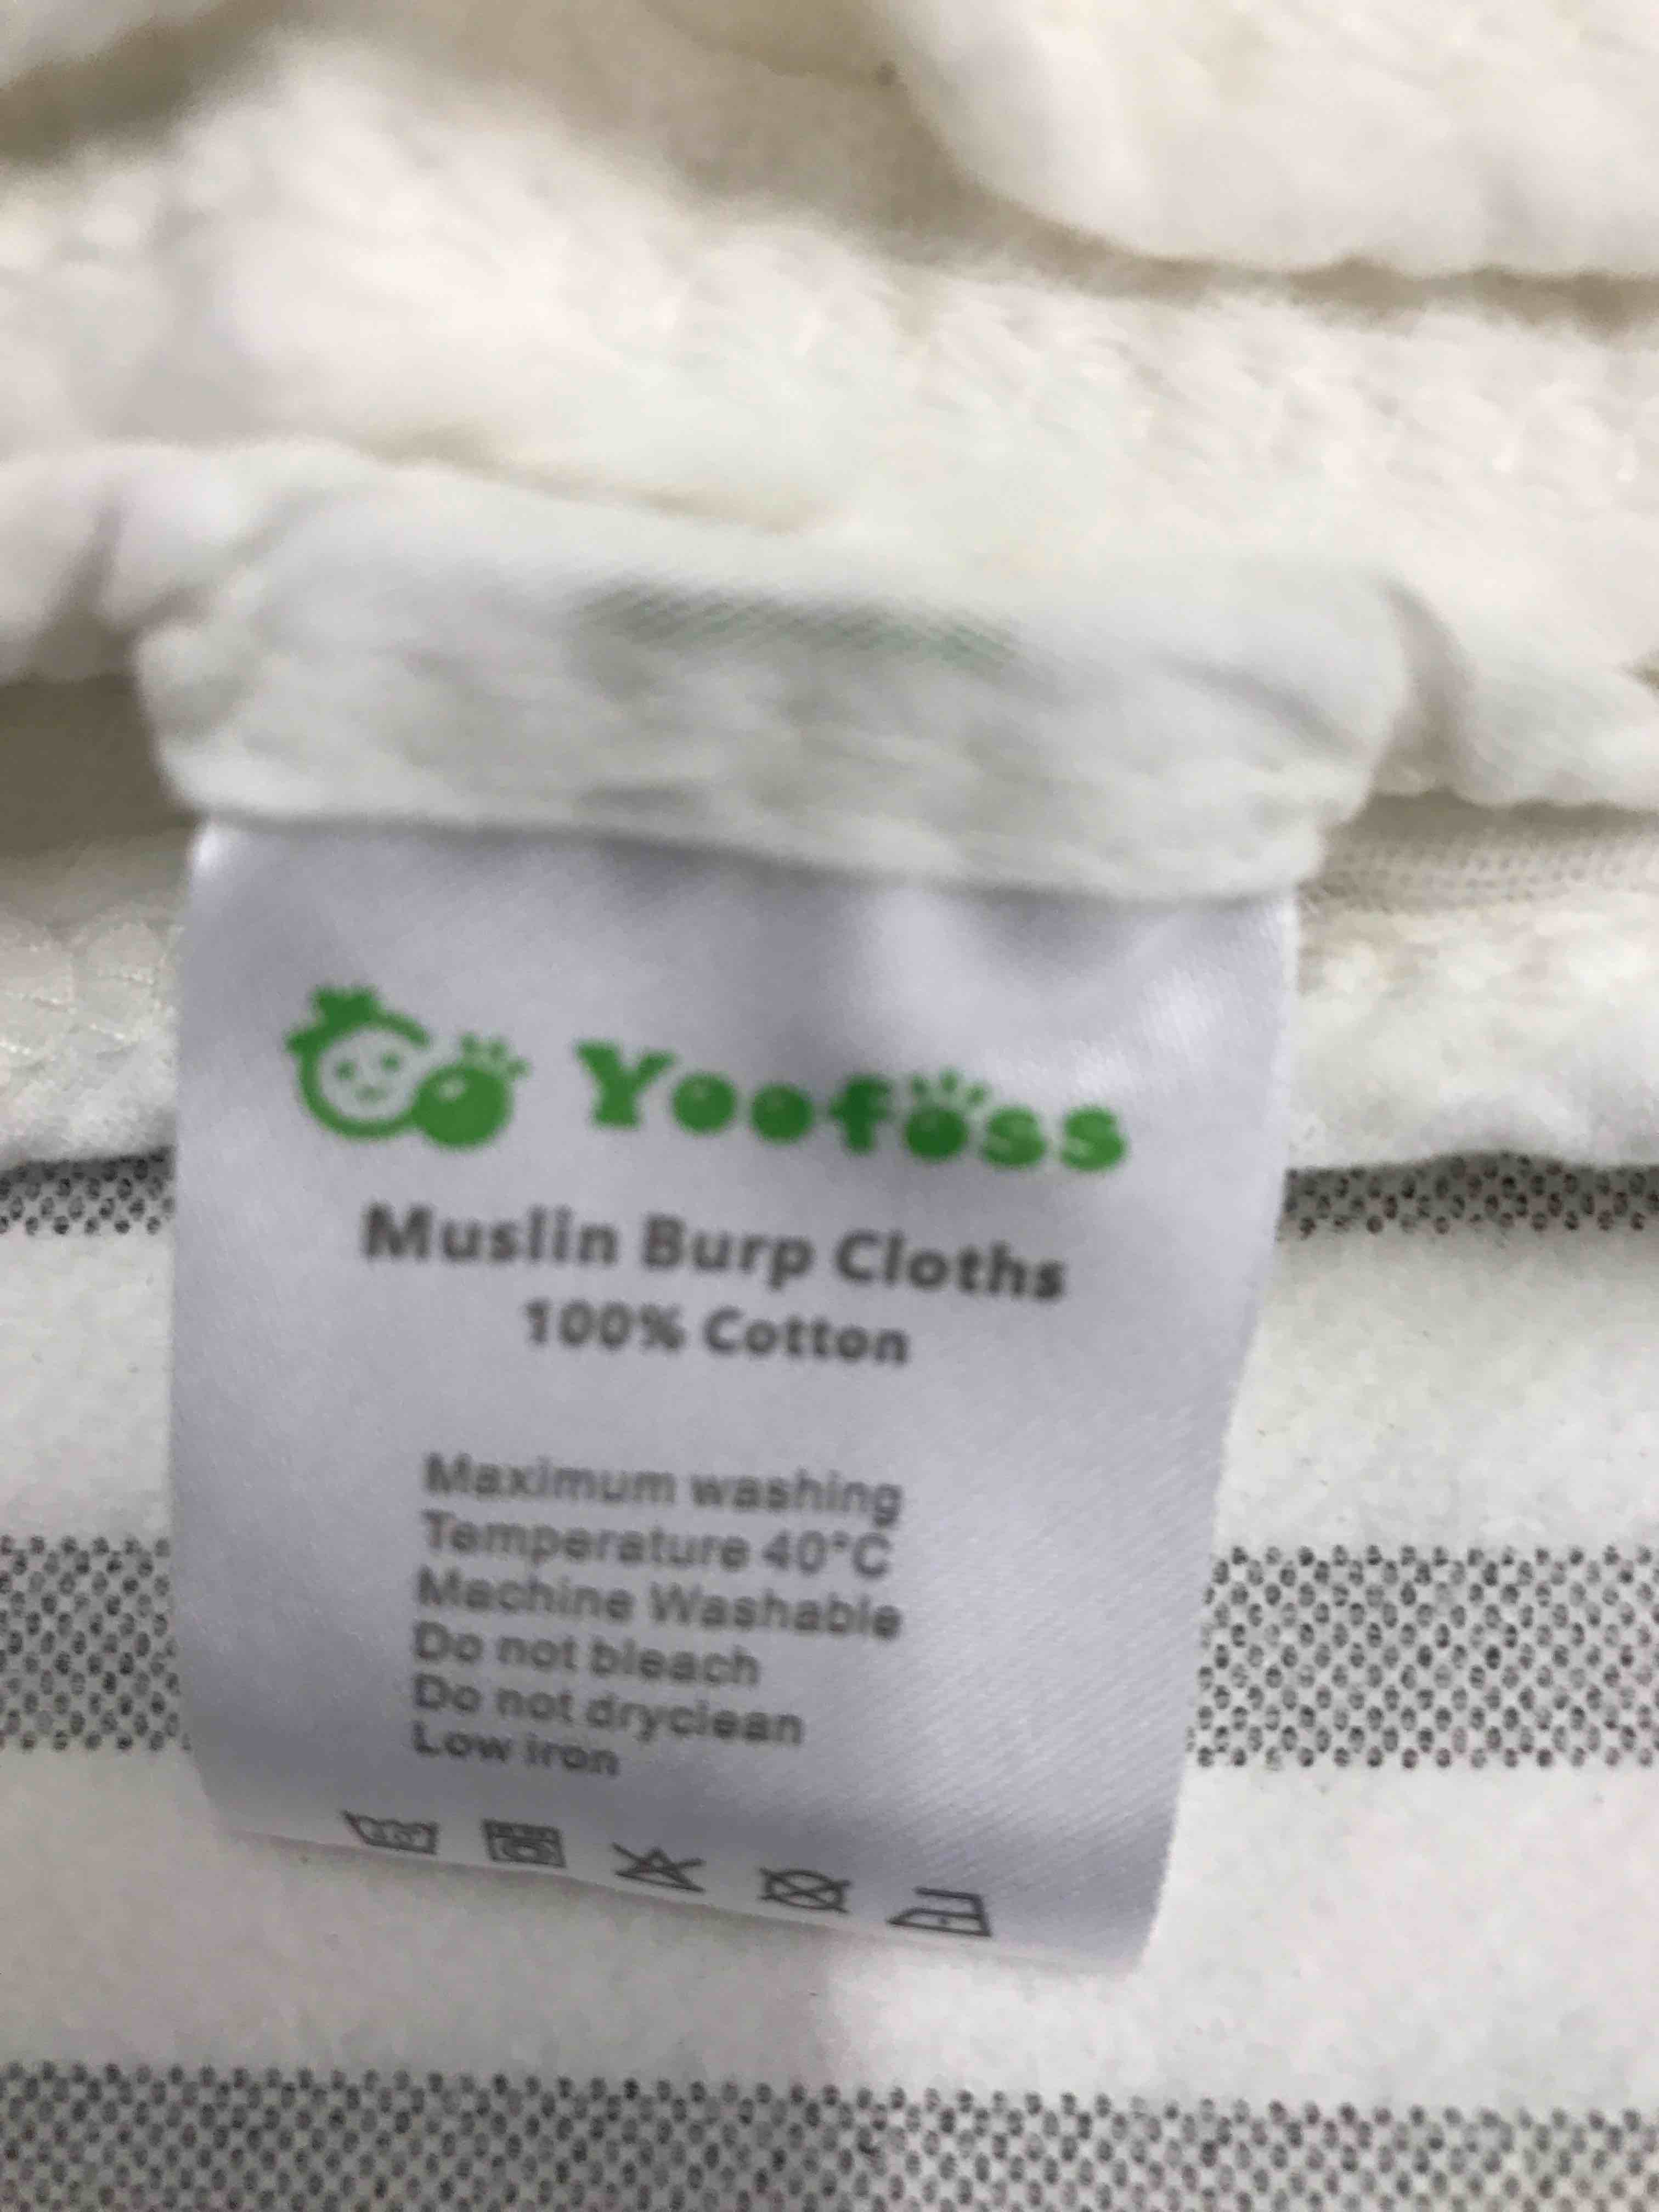 Yoofoss
Muslin Burp Cloths
100% Cotton
Maximum washing
Temperature 40°C
Machine Washable
Do not bleach
Do not dryclean
Low iron